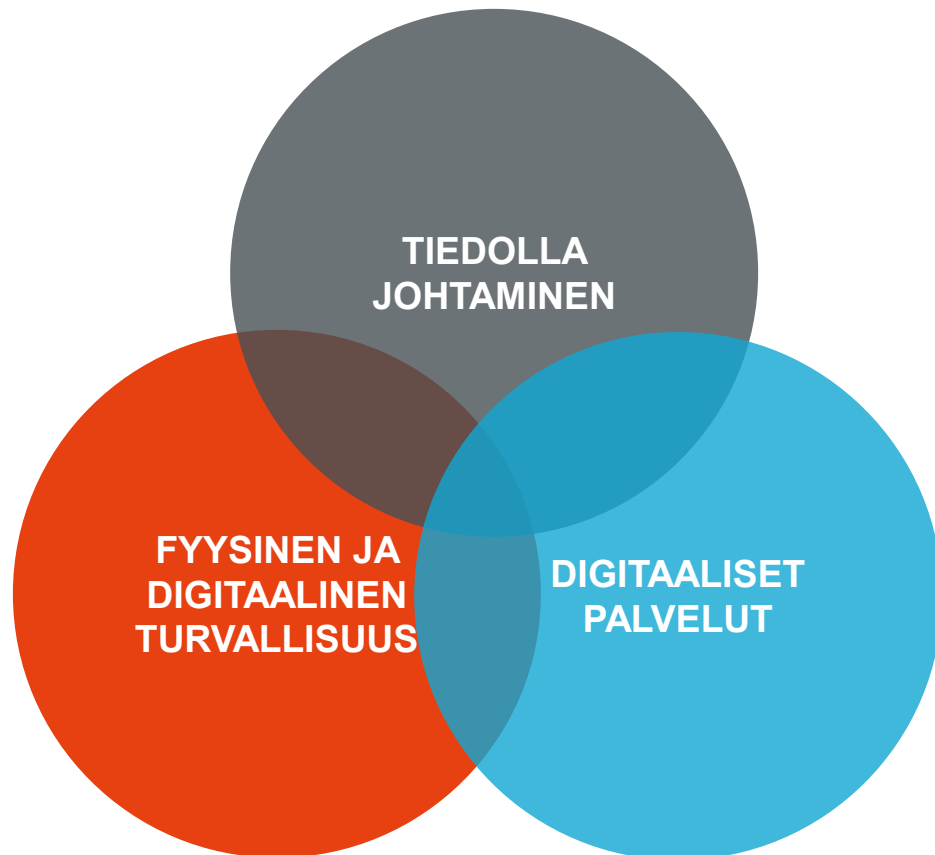 TIEDOLLA
JOHTAMINEN
FYYSINEN JA
DIGITAALINEN
TURVALLISUUS
DIGITAALISET
PALVELUT